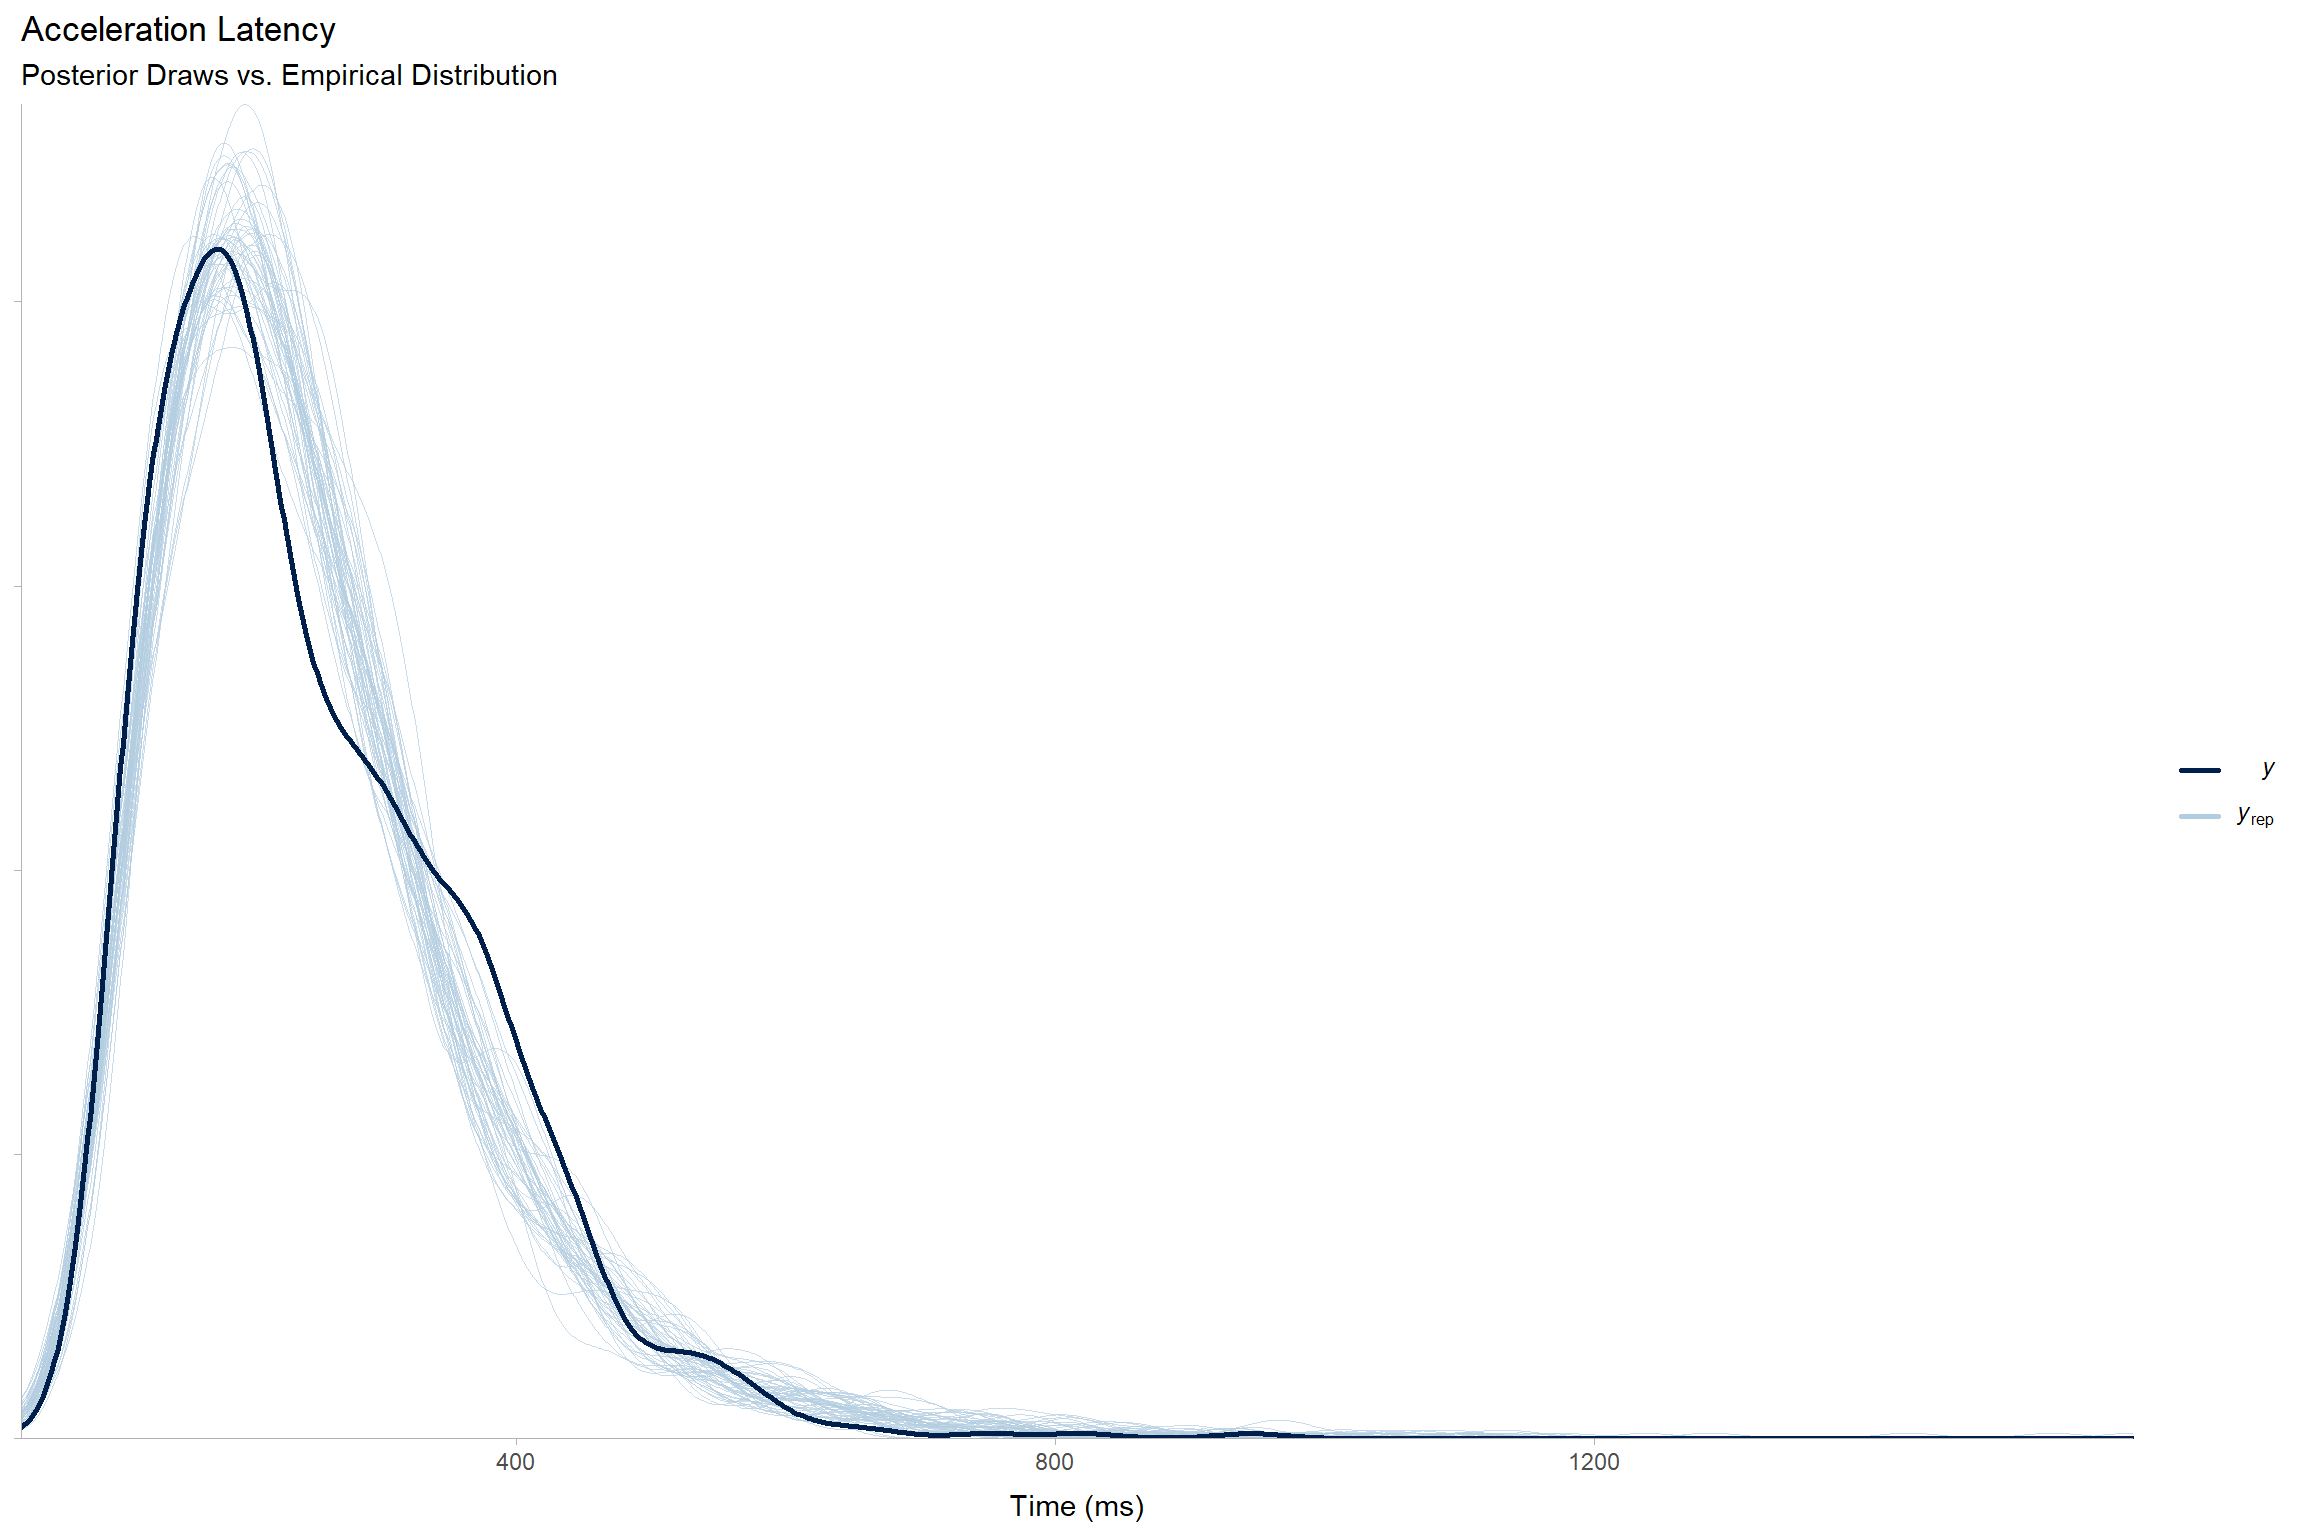 Acceleration Latency
Posterior Draws vs. Empirical Distribution
y
yrep
400 800 1200
Time (ms)